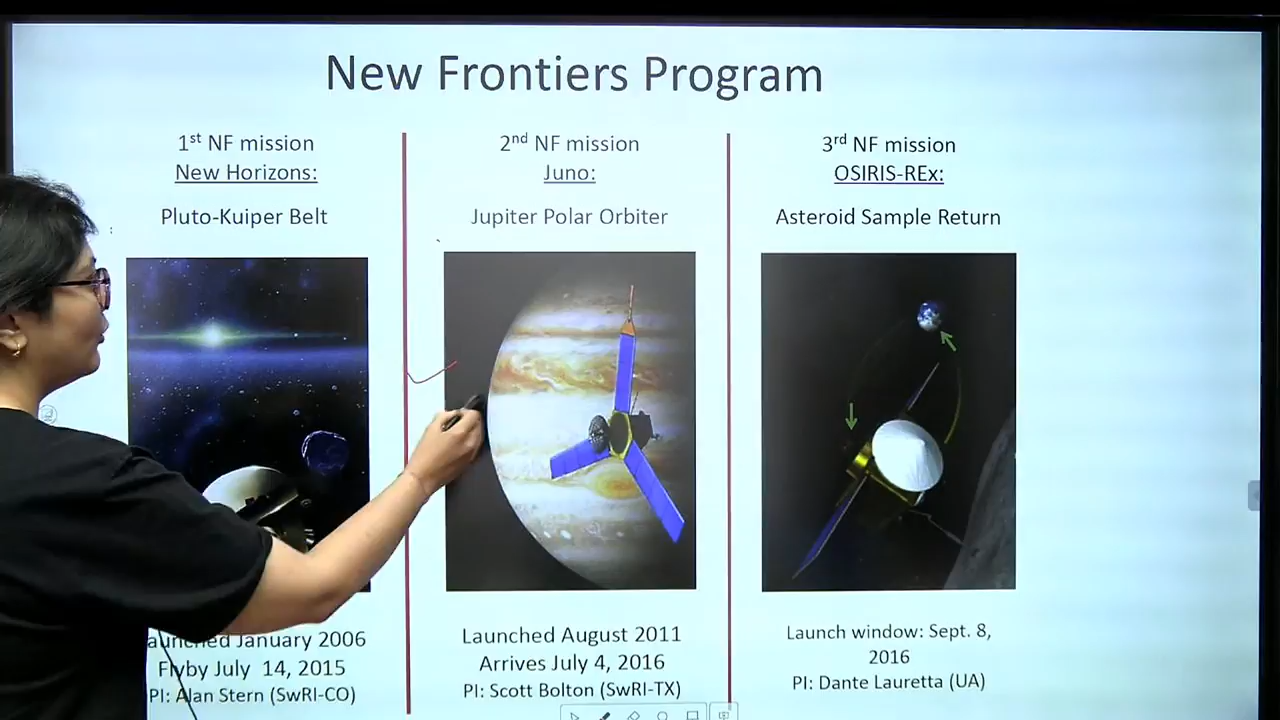 New Frontiers Program
1st NF mission
New Horizons:
Pluto-Kuiper Belt
aunched January 2006
Flyby July 14, 2015
PI: Alan Stern (SwRI-CO)
2nd NF mission
Juno:
Jupiter Polar Orbiter
Launched August 2011
Arrives July 4, 2016
PI: Scott Bolton (SwRI-TX)
3rd NF mission
OSIRIS-REx:
Asteroid Sample Return
Launch window: Sept. 8,
2016
PI: Dante Lauretta (UA)